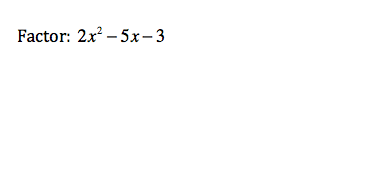 Factor: 2x² – 5x – 3